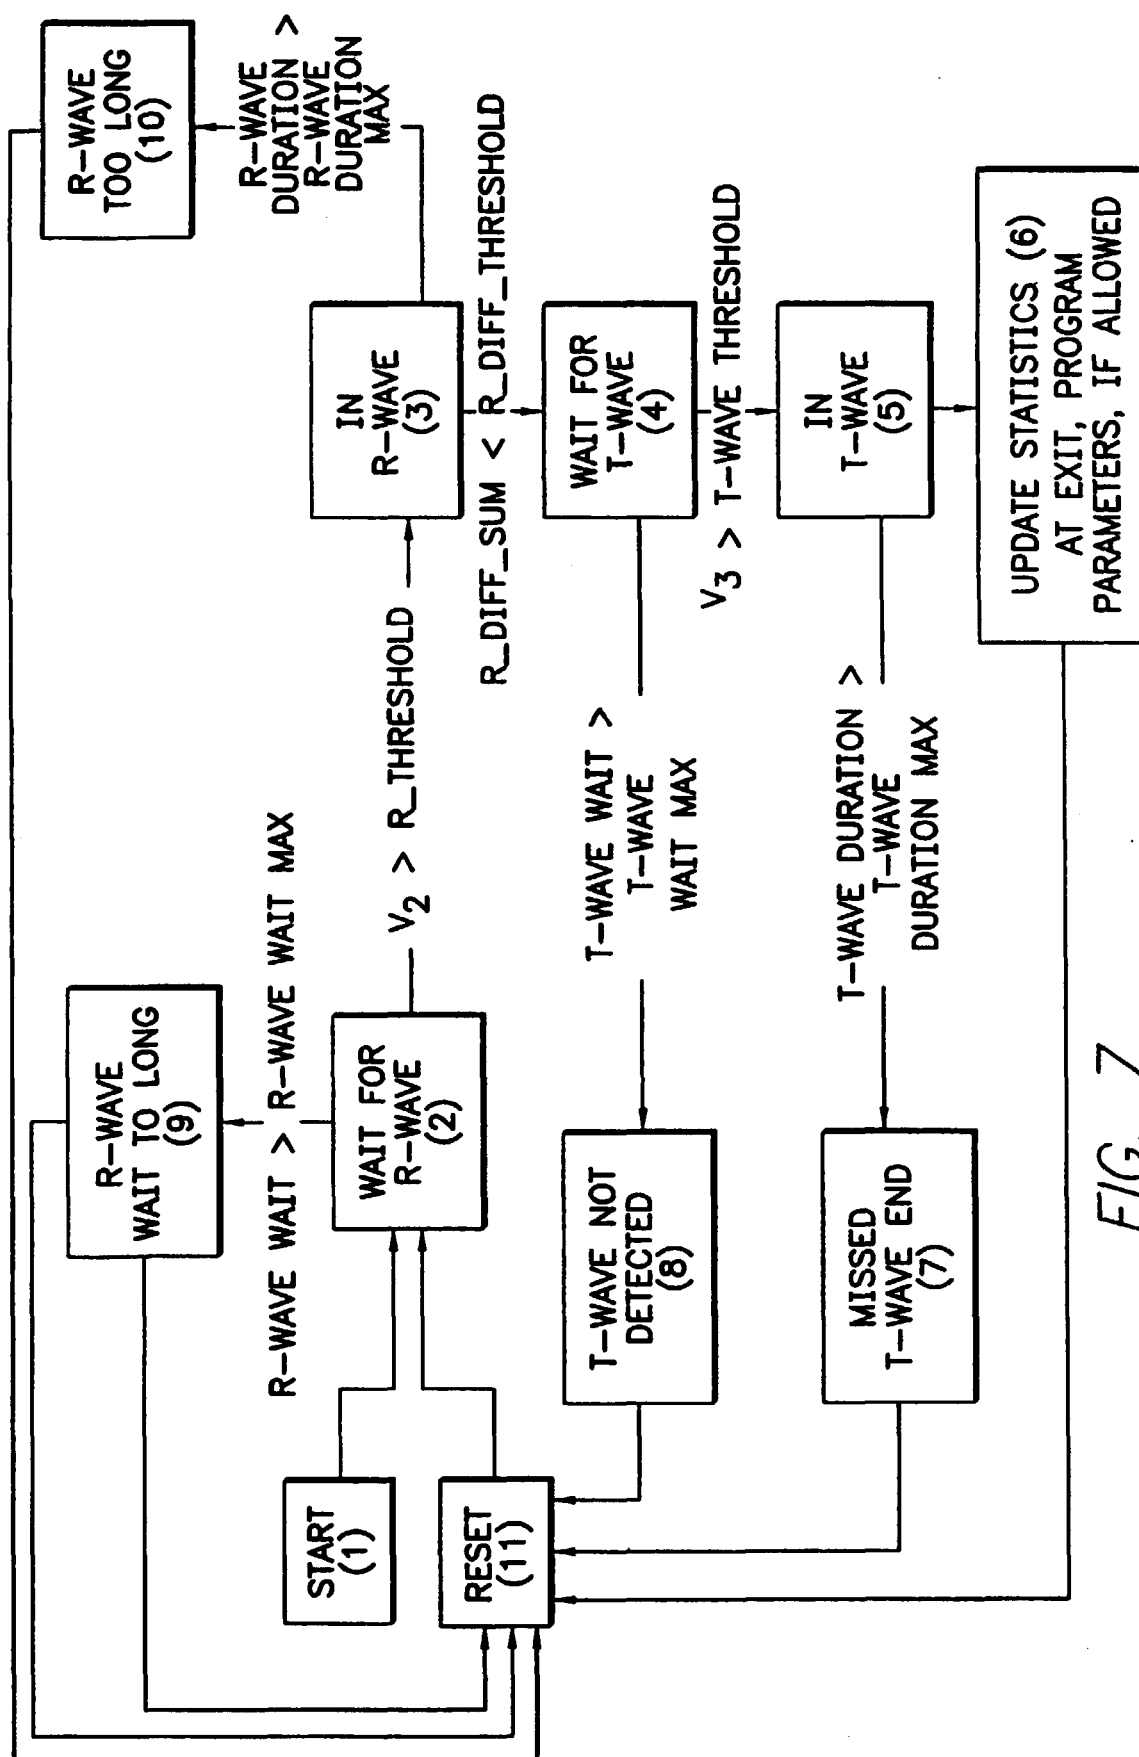 R-WAVE
TOO LONG
(10)
R-WAVE
DURATION >
R-WAVE
DURATION
MAX
R-WAVE
WAIT TO LONG
(9)
R-WAVE WAIT > R-WAVE WAIT MAX
START
(1)
WAIT FOR
R-WAVE
(2)
V2 > R_THRESHOLD
IN
R-WAVE
(3)
R_DIFF_SUM < R_DIFF_THRESHOLD
RESET
(11)
T-WAVE NOT
DETECTED
(8)
T-WAVE WAIT >
T-WAVE
WAIT MAX
WAIT FOR
T-WAVE
(4)
V3 > T-WAVE THRESHOLD
MISSED
T-WAVE END
(7)
T-WAVE DURATION >
T-WAVE
DURATION MAX
IN
T-WAVE
(5)
UPDATE STATISTICS (6)
AT EXIT, PROGRAM
PARAMETERS, IF ALLOWED
FIG. 7